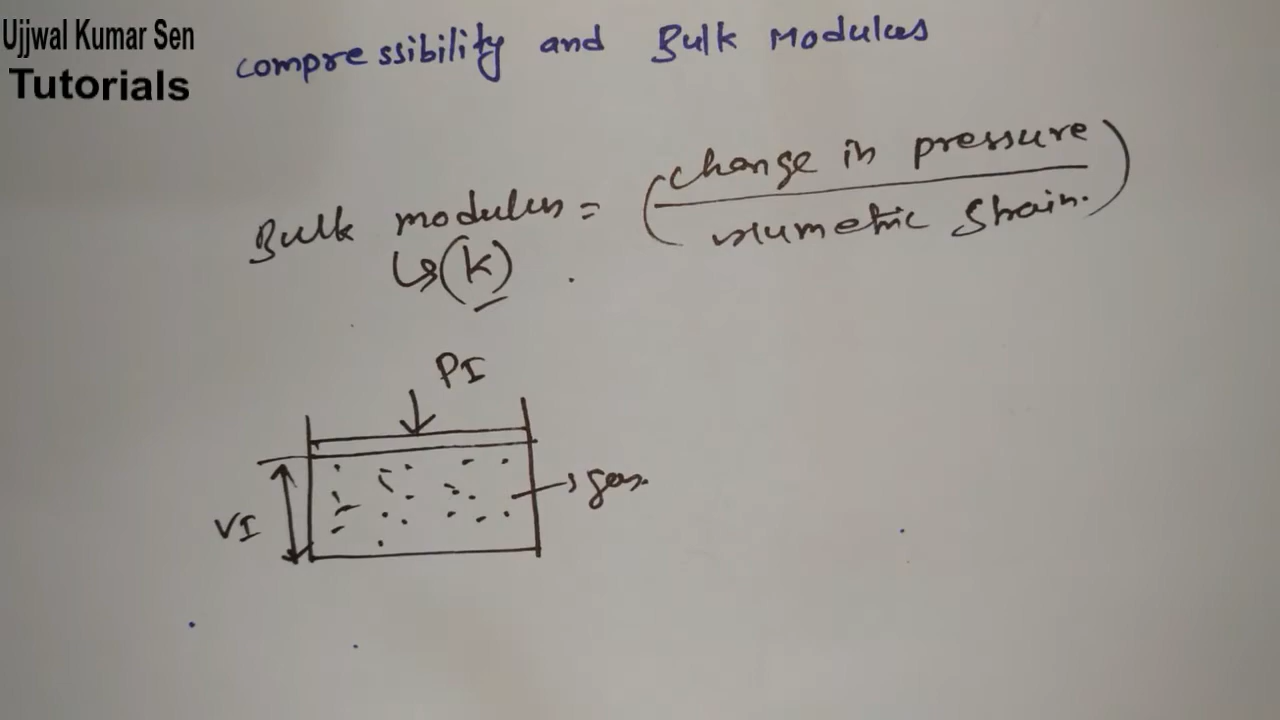 Ujjwal Kumar Sen
Tutorials
compressibility and Bulk Modulus
change in pressure
Bulk modulus = ( )
volumetric strain.
↳ (k)
PI
VI
→ gas.